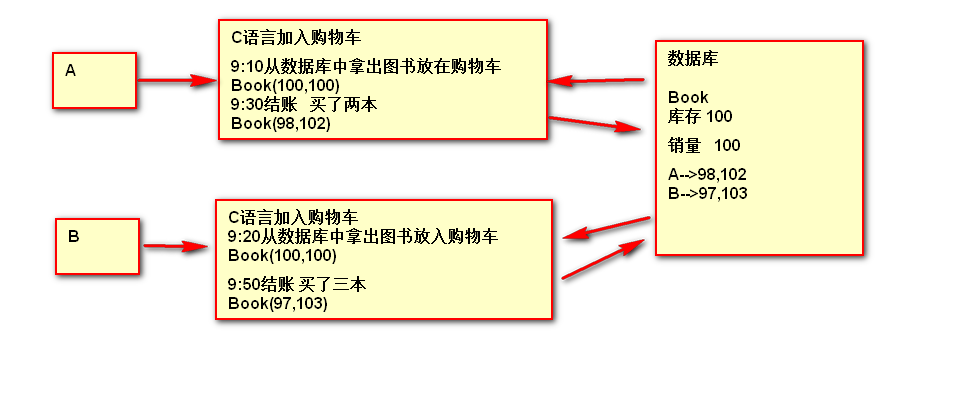 A
C语言加入购物车
9:10从数据库中拿出图书放在购物车
Book(100,100)
9:30结账 买了两本
Book(98,102)
数据库
Book
库存 100
销量 100
A-->98,102
B-->97,103
B
C语言加入购物车
9:20从数据库中拿出图书放入购物车
Book(100,100)
9:50结账 买了三本
Book(97,103)